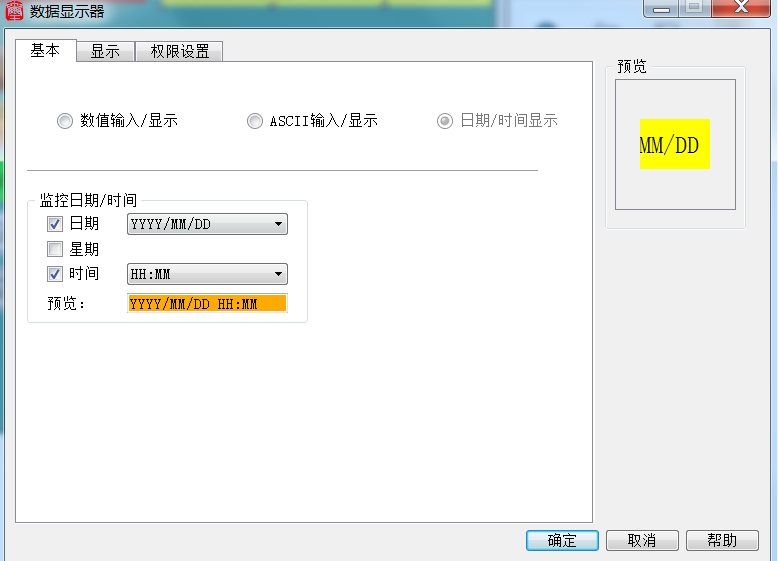 数据显示器
基本 显示 权限设置
数值输入/显示 ASCII输入/显示 日期/时间显示
监控日期/时间
日期 YYYY/MM/DD
星期
时间 HH:MM
预览: YYYY/MM/DD HH:MM
预览
MM/DD
确定 取消 帮助